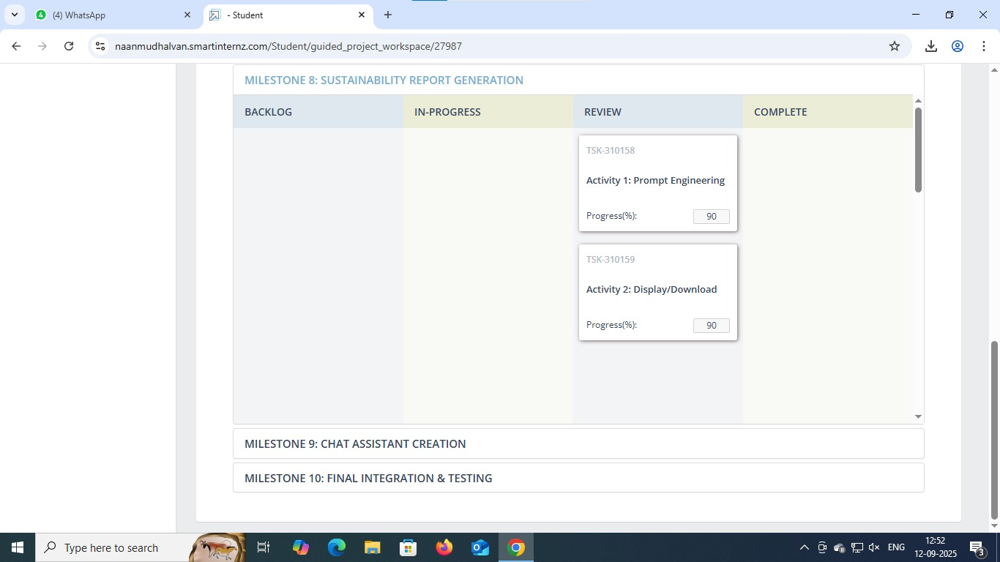 (4) WhatsApp
- Student
naanmudhalvan.smartinternz.com/Student/guided_project_workspace/27987
MILESTONE 8: SUSTAINABILITY REPORT GENERATION
BACKLOG
IN-PROGRESS
REVIEW
COMPLETE
TSK-310158
Activity 1: Prompt Engineering
Progress(%): 90
TSK-310159
Activity 2: Display/Download
Progress(%): 90
MILESTONE 9: CHAT ASSISTANT CREATION
MILESTONE 10: FINAL INTEGRATION & TESTING
Type here to search
ENG
12:52
12-09-2025
3